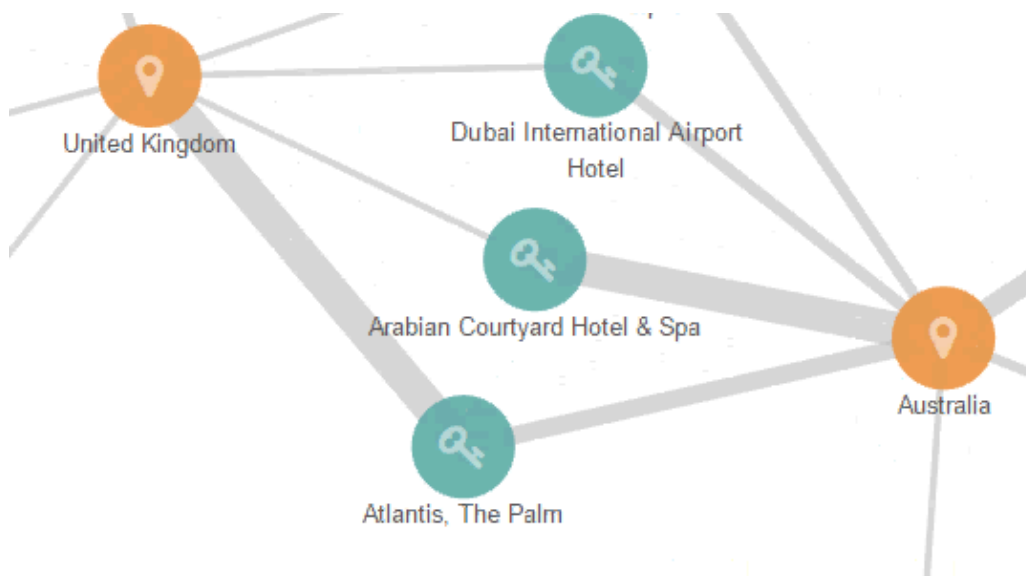 United Kingdom
Dubai International Airport
Hotel
Arabian Courtyard Hotel & Spa
Australia
Atlantis, The Palm